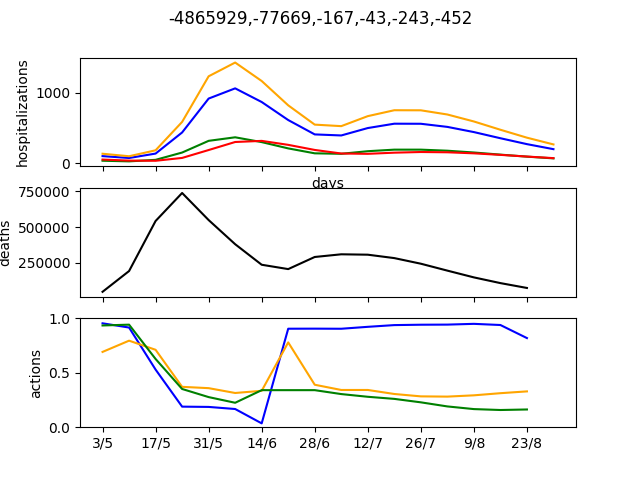 -4865929,-77669,-167,-43,-243,-452
hospitalizations
1000
0
days
deaths
750000
500000
250000
actions
1.0
0.5
0.0
3/5 17/5 31/5 14/6 28/6 12/7 26/7 9/8 23/8